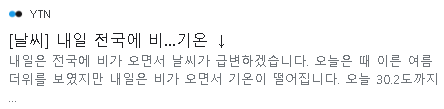 YTN
[날씨] 내일 전국에 비...기온 ↓
내일은 전국에 비가 오면서 날씨가 급변하겠습니다. 오늘은 때 이른 여름
더위를 보였지만 내일은 비가 오면서 기온이 떨어집니다. 오늘 30.2도까지
...